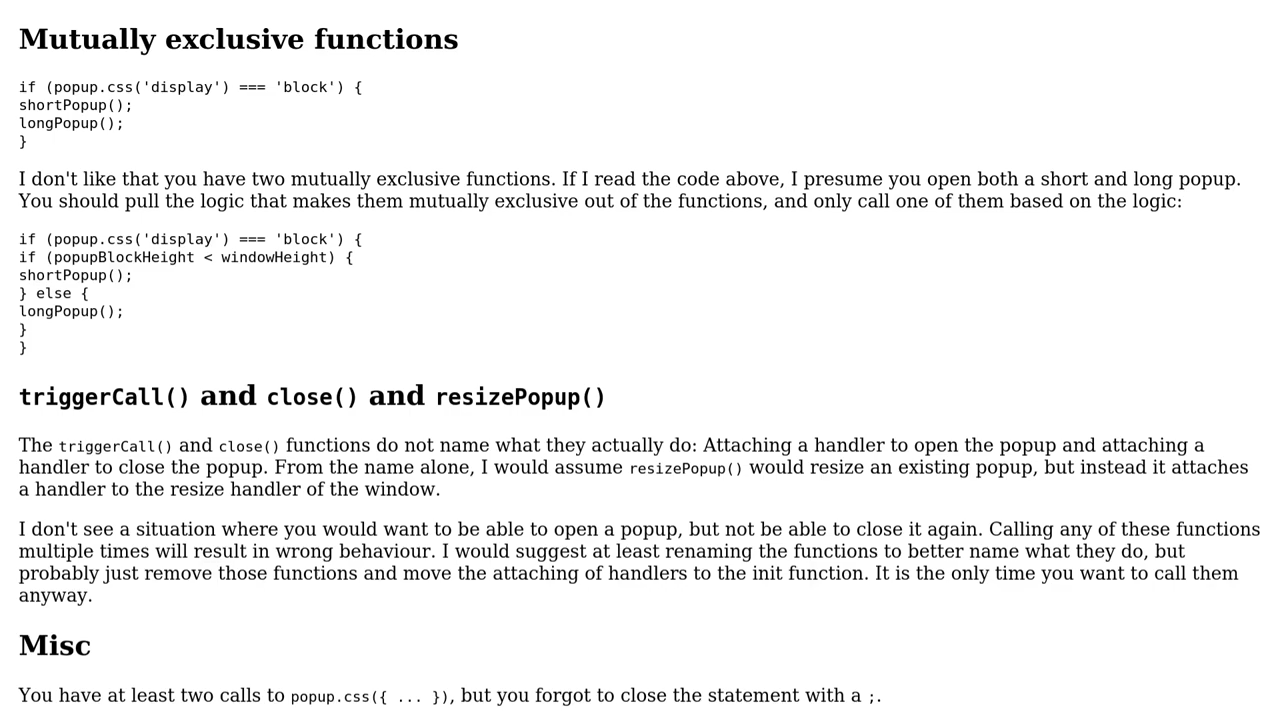 Mutually exclusive functions
if (popup.css('display') === 'block') {
shortPopup();
longPopup();
}
I don't like that you have two mutually exclusive functions. If I read the code above, I presume you open both a short and long popup.
You should pull the logic that makes them mutually exclusive out of the functions, and only call one of them based on the logic:
if (popup.css('display') === 'block') {
if (popupBlockHeight < windowHeight) {
shortPopup();
} else {
longPopup();
}
}
triggerCall() and close() and resizePopup()
The triggerCall() and close() functions do not name what they actually do: Attaching a handler to open the popup and attaching a
handler to close the popup. From the name alone, I would assume resizePopup() would resize an existing popup, but instead it attaches
a handler to the resize handler of the window.
I don't see a situation where you would want to be able to open a popup, but not be able to close it again. Calling any of these functions
multiple times will result in wrong behaviour. I would suggest at least renaming the functions to better name what they do, but
probably just remove those functions and move the attaching of handlers to the init function. It is the only time you want to call them
anyway.
Misc
You have at least two calls to popup.css({ ... }), but you forgot to close the statement with a ;.